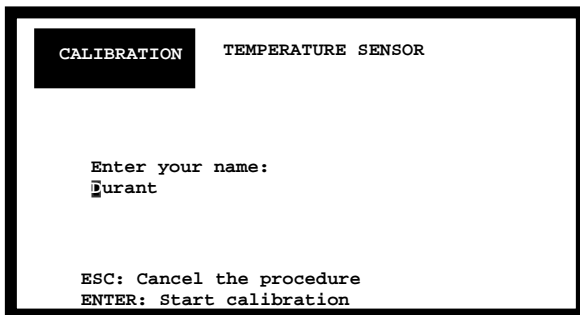 CALIBRATION TEMPERATURE SENSOR
Enter your name:
Durant
ESC: Cancel the procedure
ENTER: Start calibration